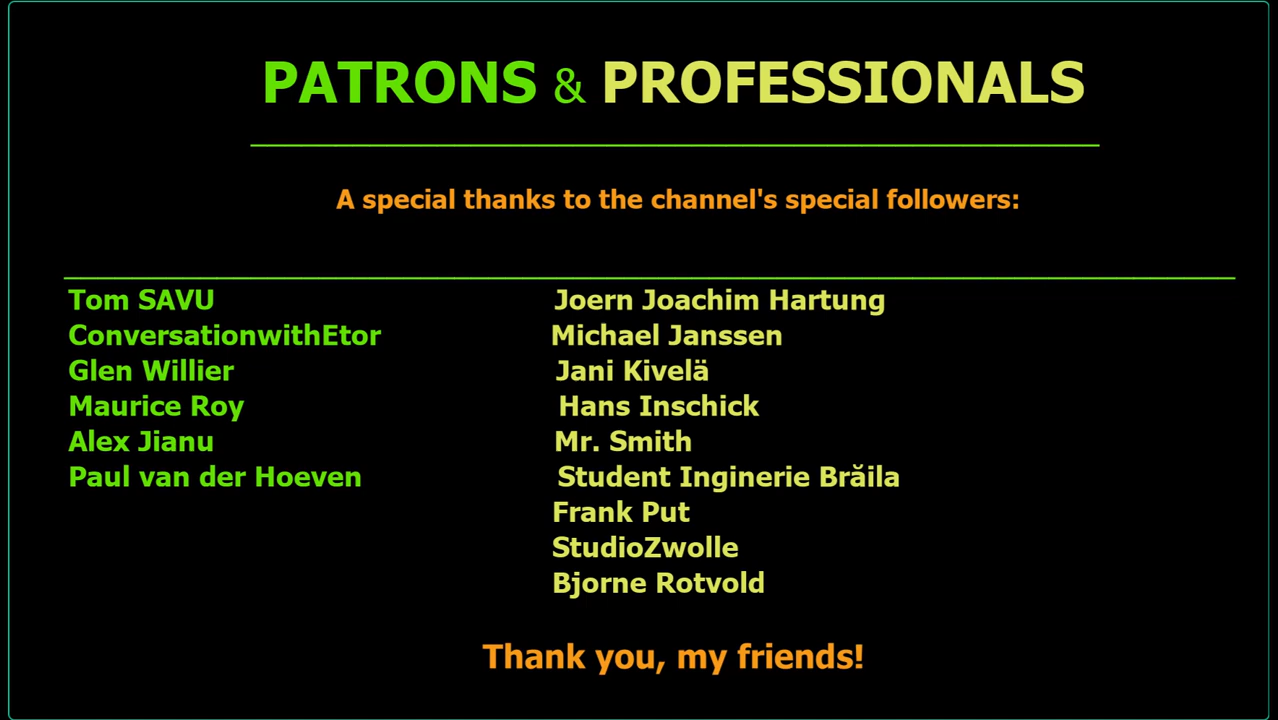 PATRONS & PROFESSIONALS
A special thanks to the channel's special followers:
Tom SAVU
ConversationwithEtor
Glen Willier
Maurice Roy
Alex Jianu
Paul van der Hoeven
Joern Joachim Hartung
Michael Janssen
Jani Kivelä
Hans Inschick
Mr. Smith
Student Inginerie Brăila
Frank Put
StudioZwolle
Bjorne Rotvold
Thank you, my friends!